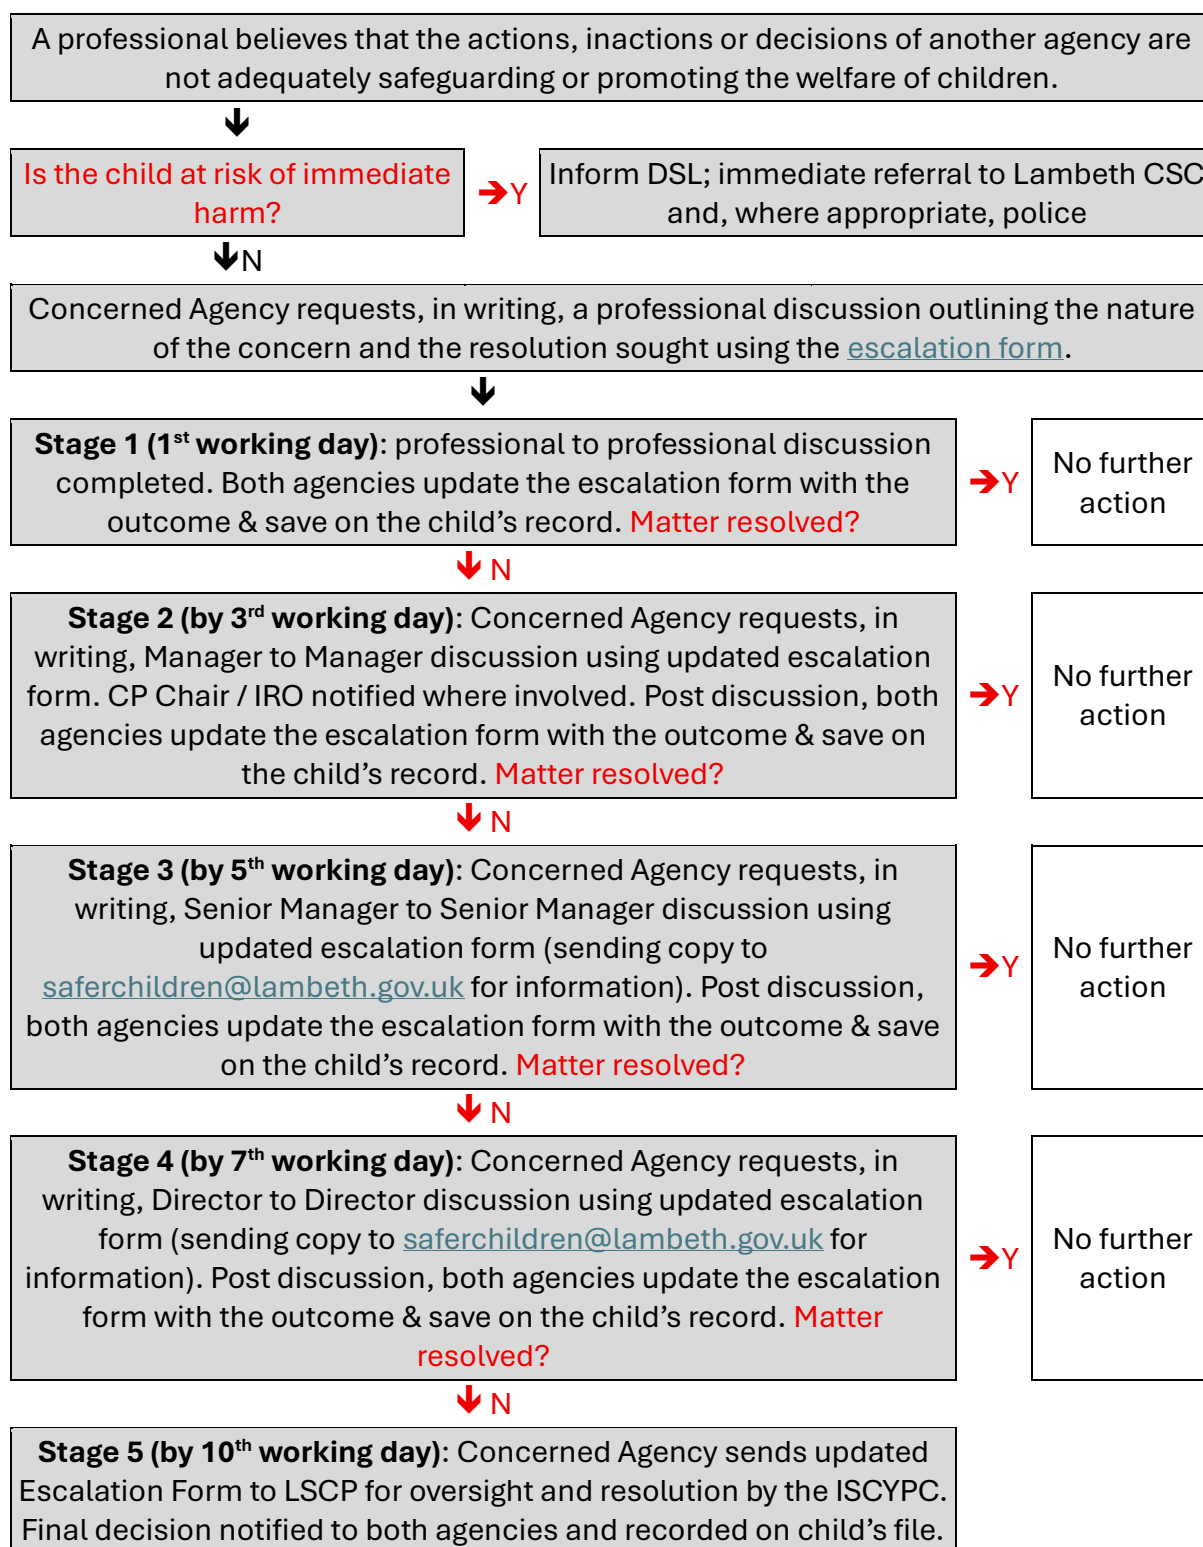 A professional believes that the actions, inactions or decisions of another agency are
not adequately safeguarding or promoting the welfare of children.
Is the child at risk of immediate
harm?
Y
Inform DSL; immediate referral to Lambeth CSC
and, where appropriate, police
N
Concerned Agency requests, in writing, a professional discussion outlining the nature
of the concern and the resolution sought using the escalation form.
Stage 1 (1st working day): professional to professional discussion
completed. Both agencies update the escalation form with the
outcome & save on the child’s record. Matter resolved?
Y
No further
action
N
Stage 2 (by 3rd working day): Concerned Agency requests, in
writing, Manager to Manager discussion using updated escalation
form. CP Chair / IRO notified where involved. Post discussion, both
agencies update the escalation form with the outcome & save on
the child’s record. Matter resolved?
Y
No further
action
N
Stage 3 (by 5th working day): Concerned Agency requests, in
writing, Senior Manager to Senior Manager discussion using
updated escalation form (sending copy to
saferchildren@lambeth.gov.uk for information). Post discussion,
both agencies update the escalation form with the outcome & save
on the child’s record. Matter resolved?
Y
No further
action
N
Stage 4 (by 7th working day): Concerned Agency requests, in
writing, Director to Director discussion using updated escalation
form (sending copy to saferchildren@lambeth.gov.uk for
information). Post discussion, both agencies update the escalation
form with the outcome & save on the child’s record. Matter
resolved?
Y
No further
action
N
Stage 5 (by 10th working day): Concerned Agency sends updated
Escalation Form to LSCP for oversight and resolution by the ISCYPC.
Final decision notified to both agencies and recorded on child’s file.